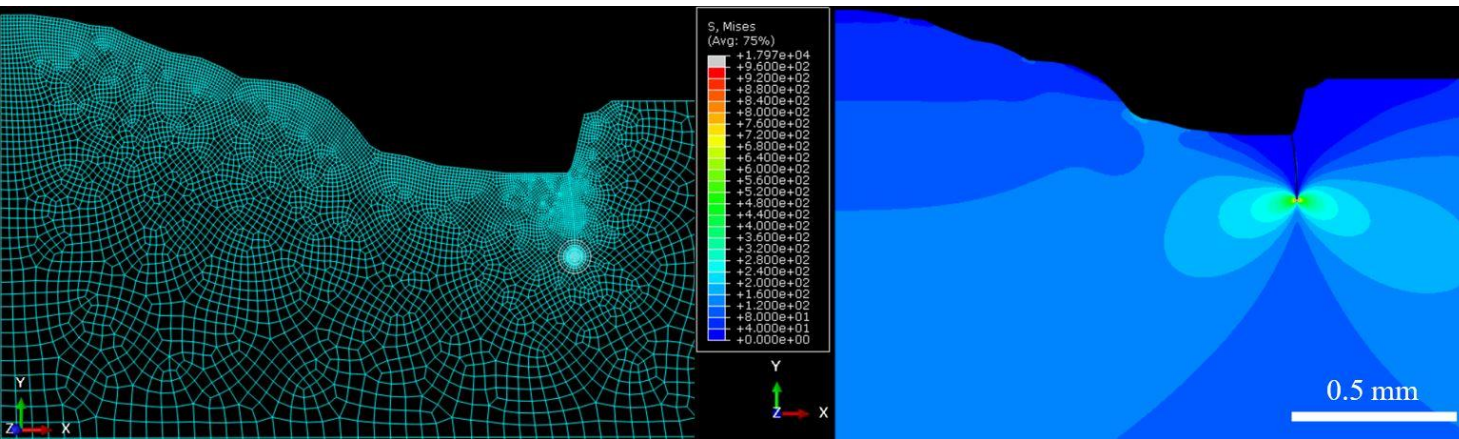 S, Mises
(Avg: 75%)
+1.797e+04
+9.600e+02
+9.200e+02
+8.800e+02
+8.400e+02
+8.000e+02
+7.600e+02
+7.200e+02
+6.800e+02
+6.400e+02
+6.000e+02
+5.600e+02
+5.200e+02
+4.800e+02
+4.400e+02
+4.000e+02
+3.600e+02
+3.200e+02
+2.800e+02
+2.400e+02
+2.000e+02
+1.600e+02
+1.200e+02
+8.000e+01
+4.000e+01
+0.000e+00
Y
Z X
Y
Z X
0.5 mm